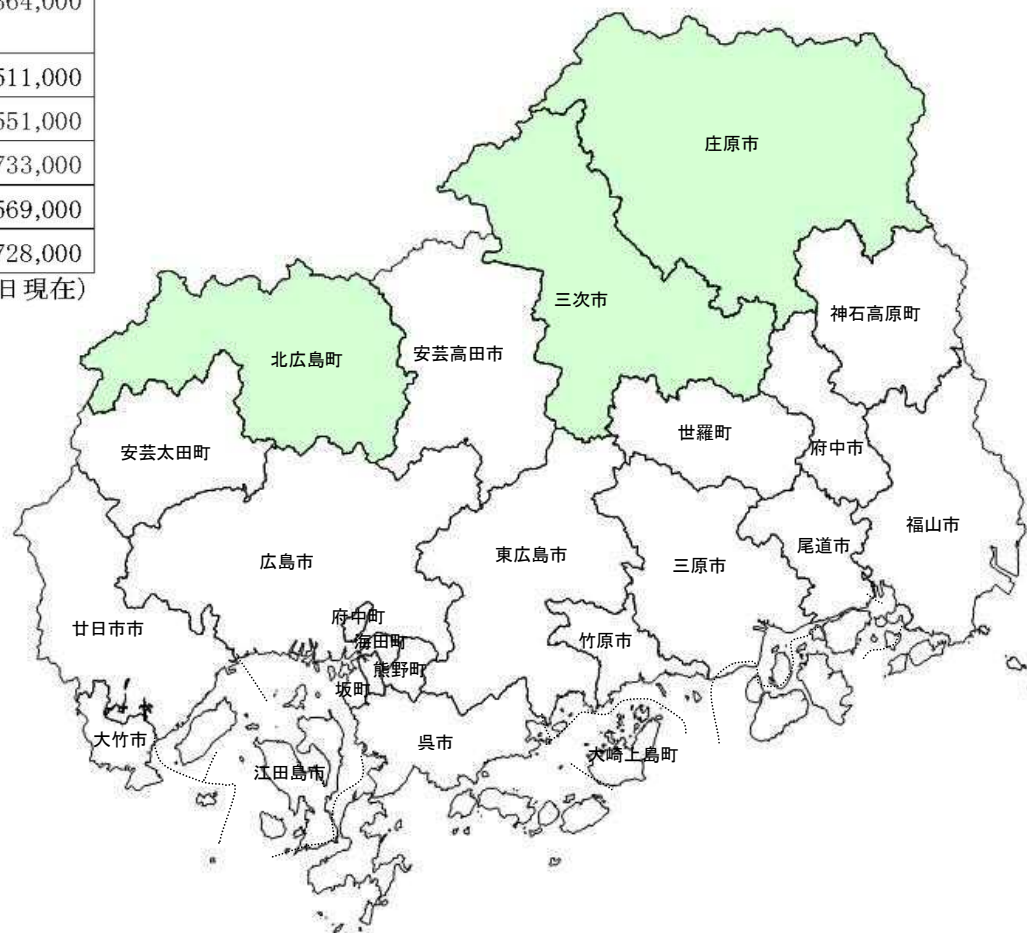 864,000
511,000
551,000
733,000
569,000
728,000
日現在）
庄原市
三次市
神石高原町
北広島町
安芸高田市
世羅町
府中市
安芸太田町
福山市
尾道市
東広島市
三原市
広島市
府中町
海田町
熊野町
坂町
竹原市
廿日市市
大竹市
呉市
江田島市
大崎上島町